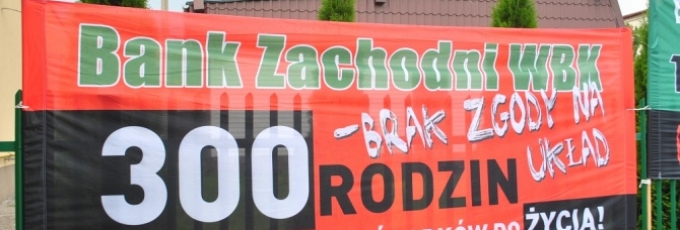 Bank Zachodni WBK
-BRAK ZGODY NA
UKŁAD
300 RODZIN
ŻYCIA!